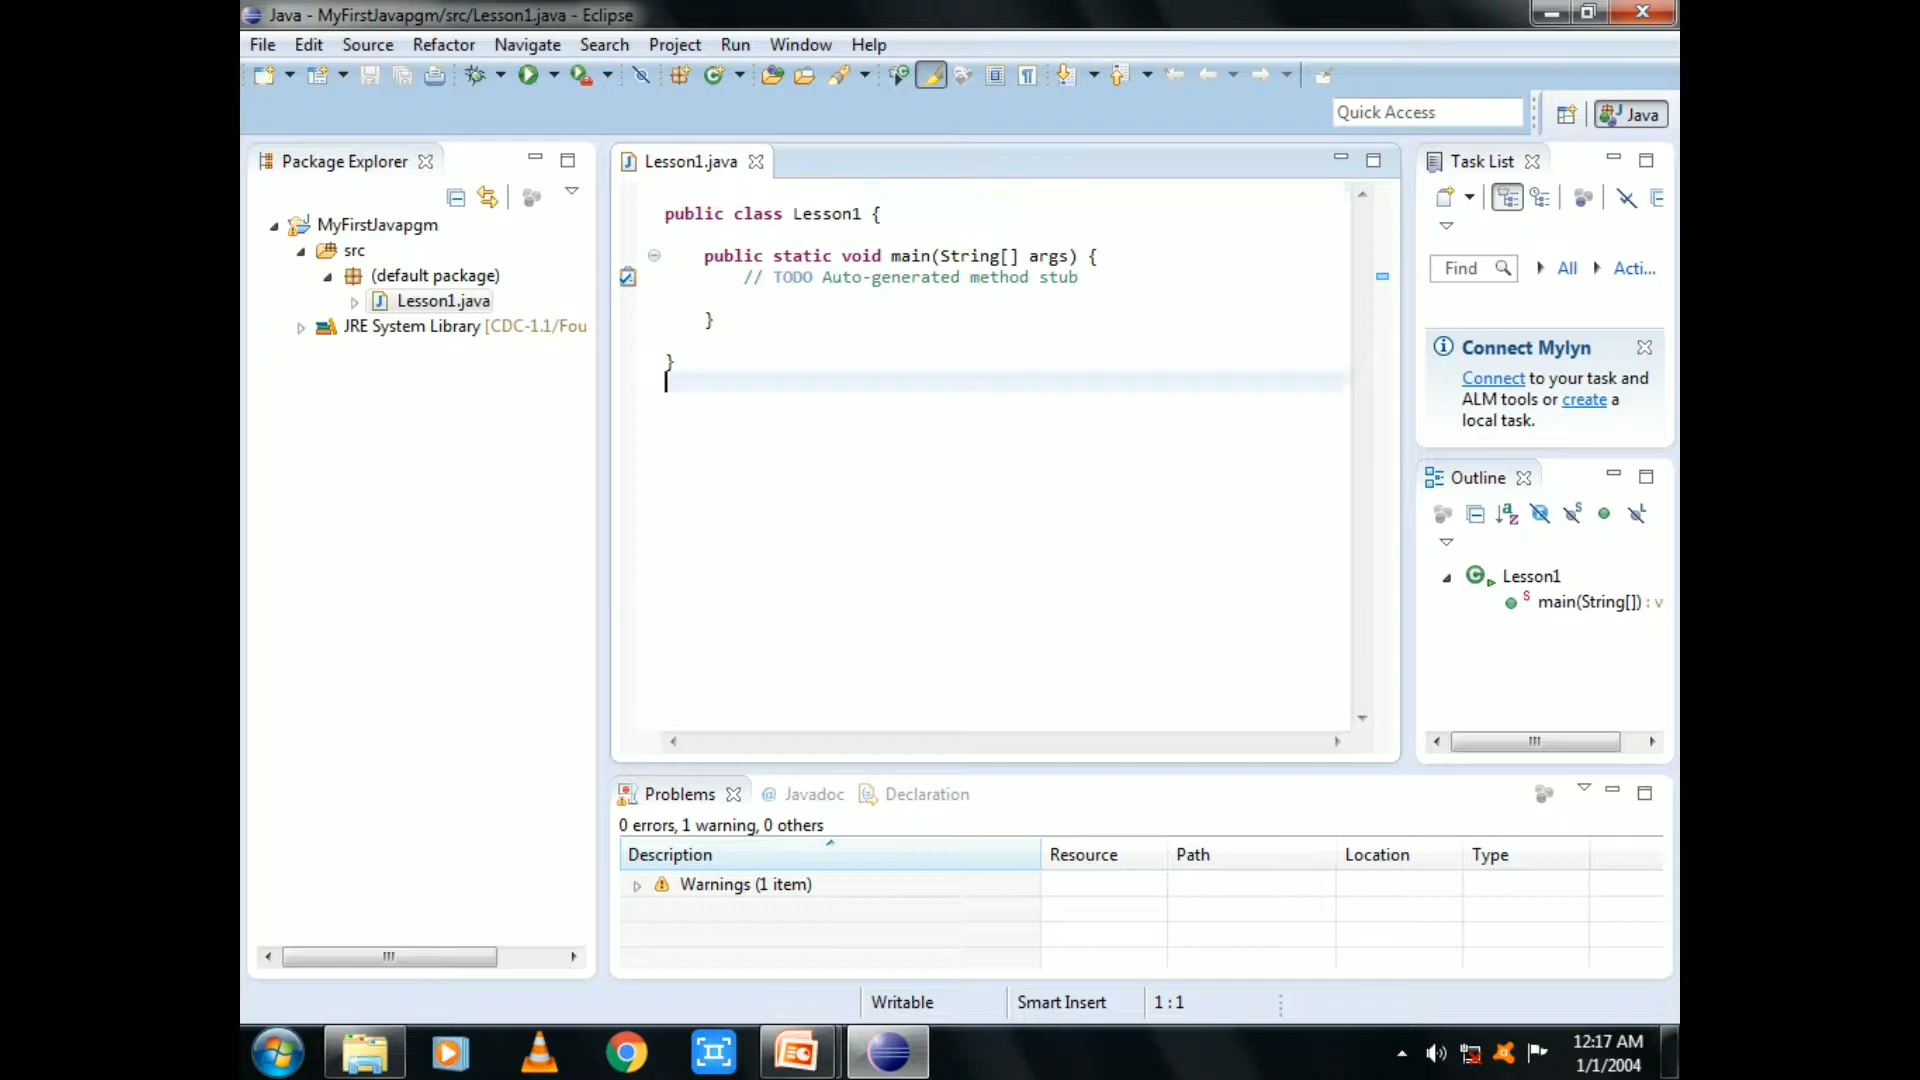 Java - MyFirstJavapgm/src/Lesson1.java - Eclipse
File Edit Source Refactor Navigate Search Project Run Window Help
Quick Access
Java
Package Explorer
MyFirstJavapgm
src
(default package)
Lesson1.java
JRE System Library [CDC-1.1/Fou
Lesson1.java
public class Lesson1 {
public static void main(String[] args) {
// TODO Auto-generated method stub
}
}
Task List
Find All Acti...
Connect Mylyn
Connect to your task and
ALM tools or create a
local task.
Outline
Lesson1
main(String[]) : v
Problems @ Javadoc Declaration
0 errors, 1 warning, 0 others
Description Resource Path Location Type
Warnings (1 item)
Writable Smart Insert 1 : 1
12:17 AM
1/1/2004